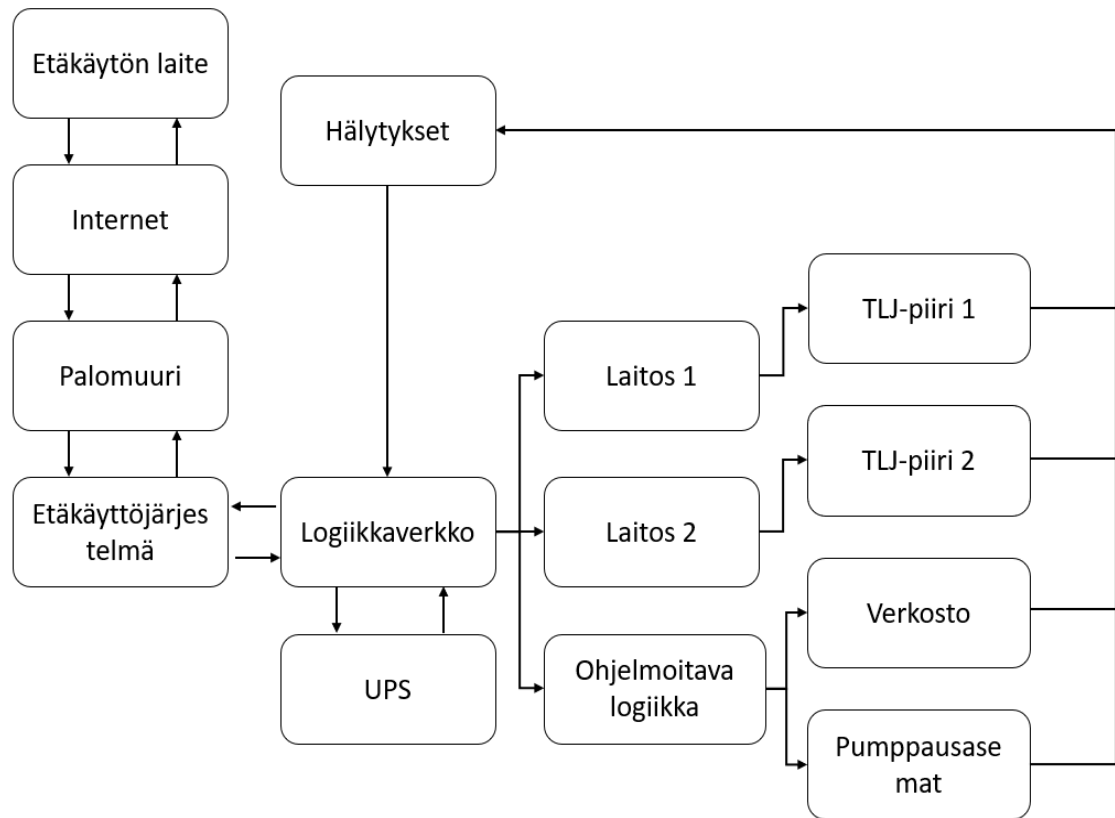 Etäkäytön laite
Internet
Palomuuri
Etäkäyttöjärjes
telmä
Hälytykset
Logiikkaverkko
UPS
Laitos 1
Laitos 2
Ohjelmoitava
logiikka
TLJ-piiri 1
TLJ-piiri 2
Verkosto
Pumppausase
mat